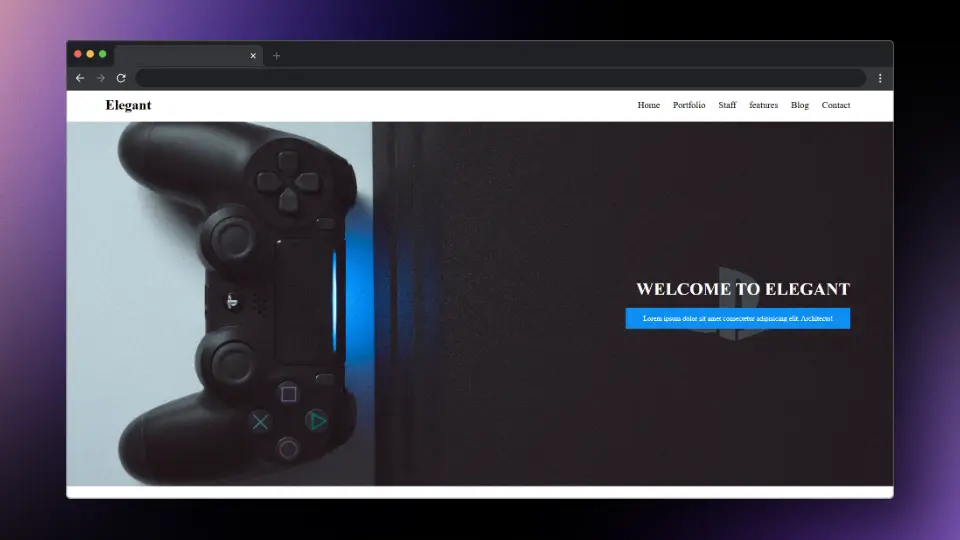 Elegant
Home Portfolio Staff features Blog Contact
WELCOME TO ELEGANT
Lorem ipsum dolor sit amet consectetur adipisicing elit. Architecto!